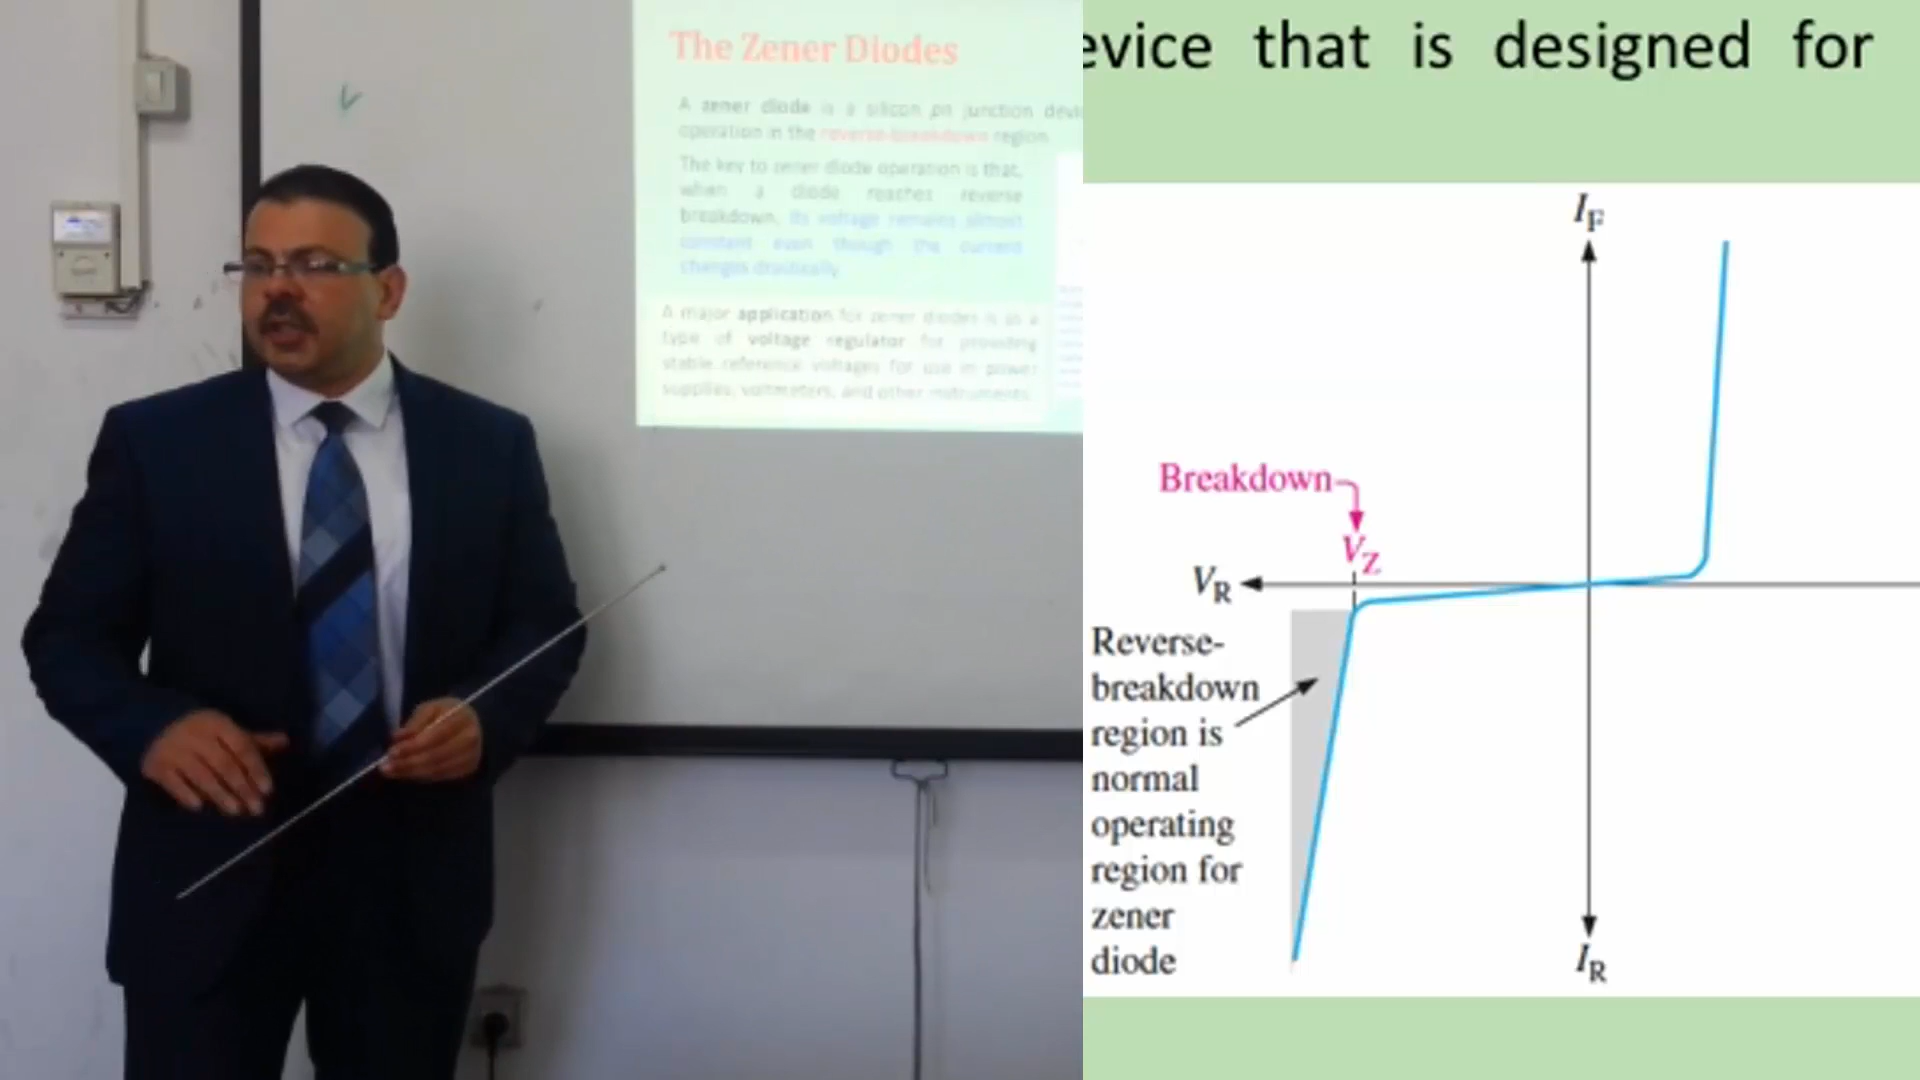 The Zener Diodes
A zener diode is a silicon pn junction devi
operation in the reverse-breakdown region.
The key to zener diode operation is that,
when a diode reaches reverse
breakdown, its voltage remains almost
constant even though the current
changes drastically.
A major application for zener diodes is as a
type of voltage regulator for providing
stable reference voltages for use in power
supplies, voltmeters, and other instruments.
evice that is designed for
IF
Breakdown
VZ
VR
Reverse-
breakdown
region is
normal
operating
region for
zener
diode
IR